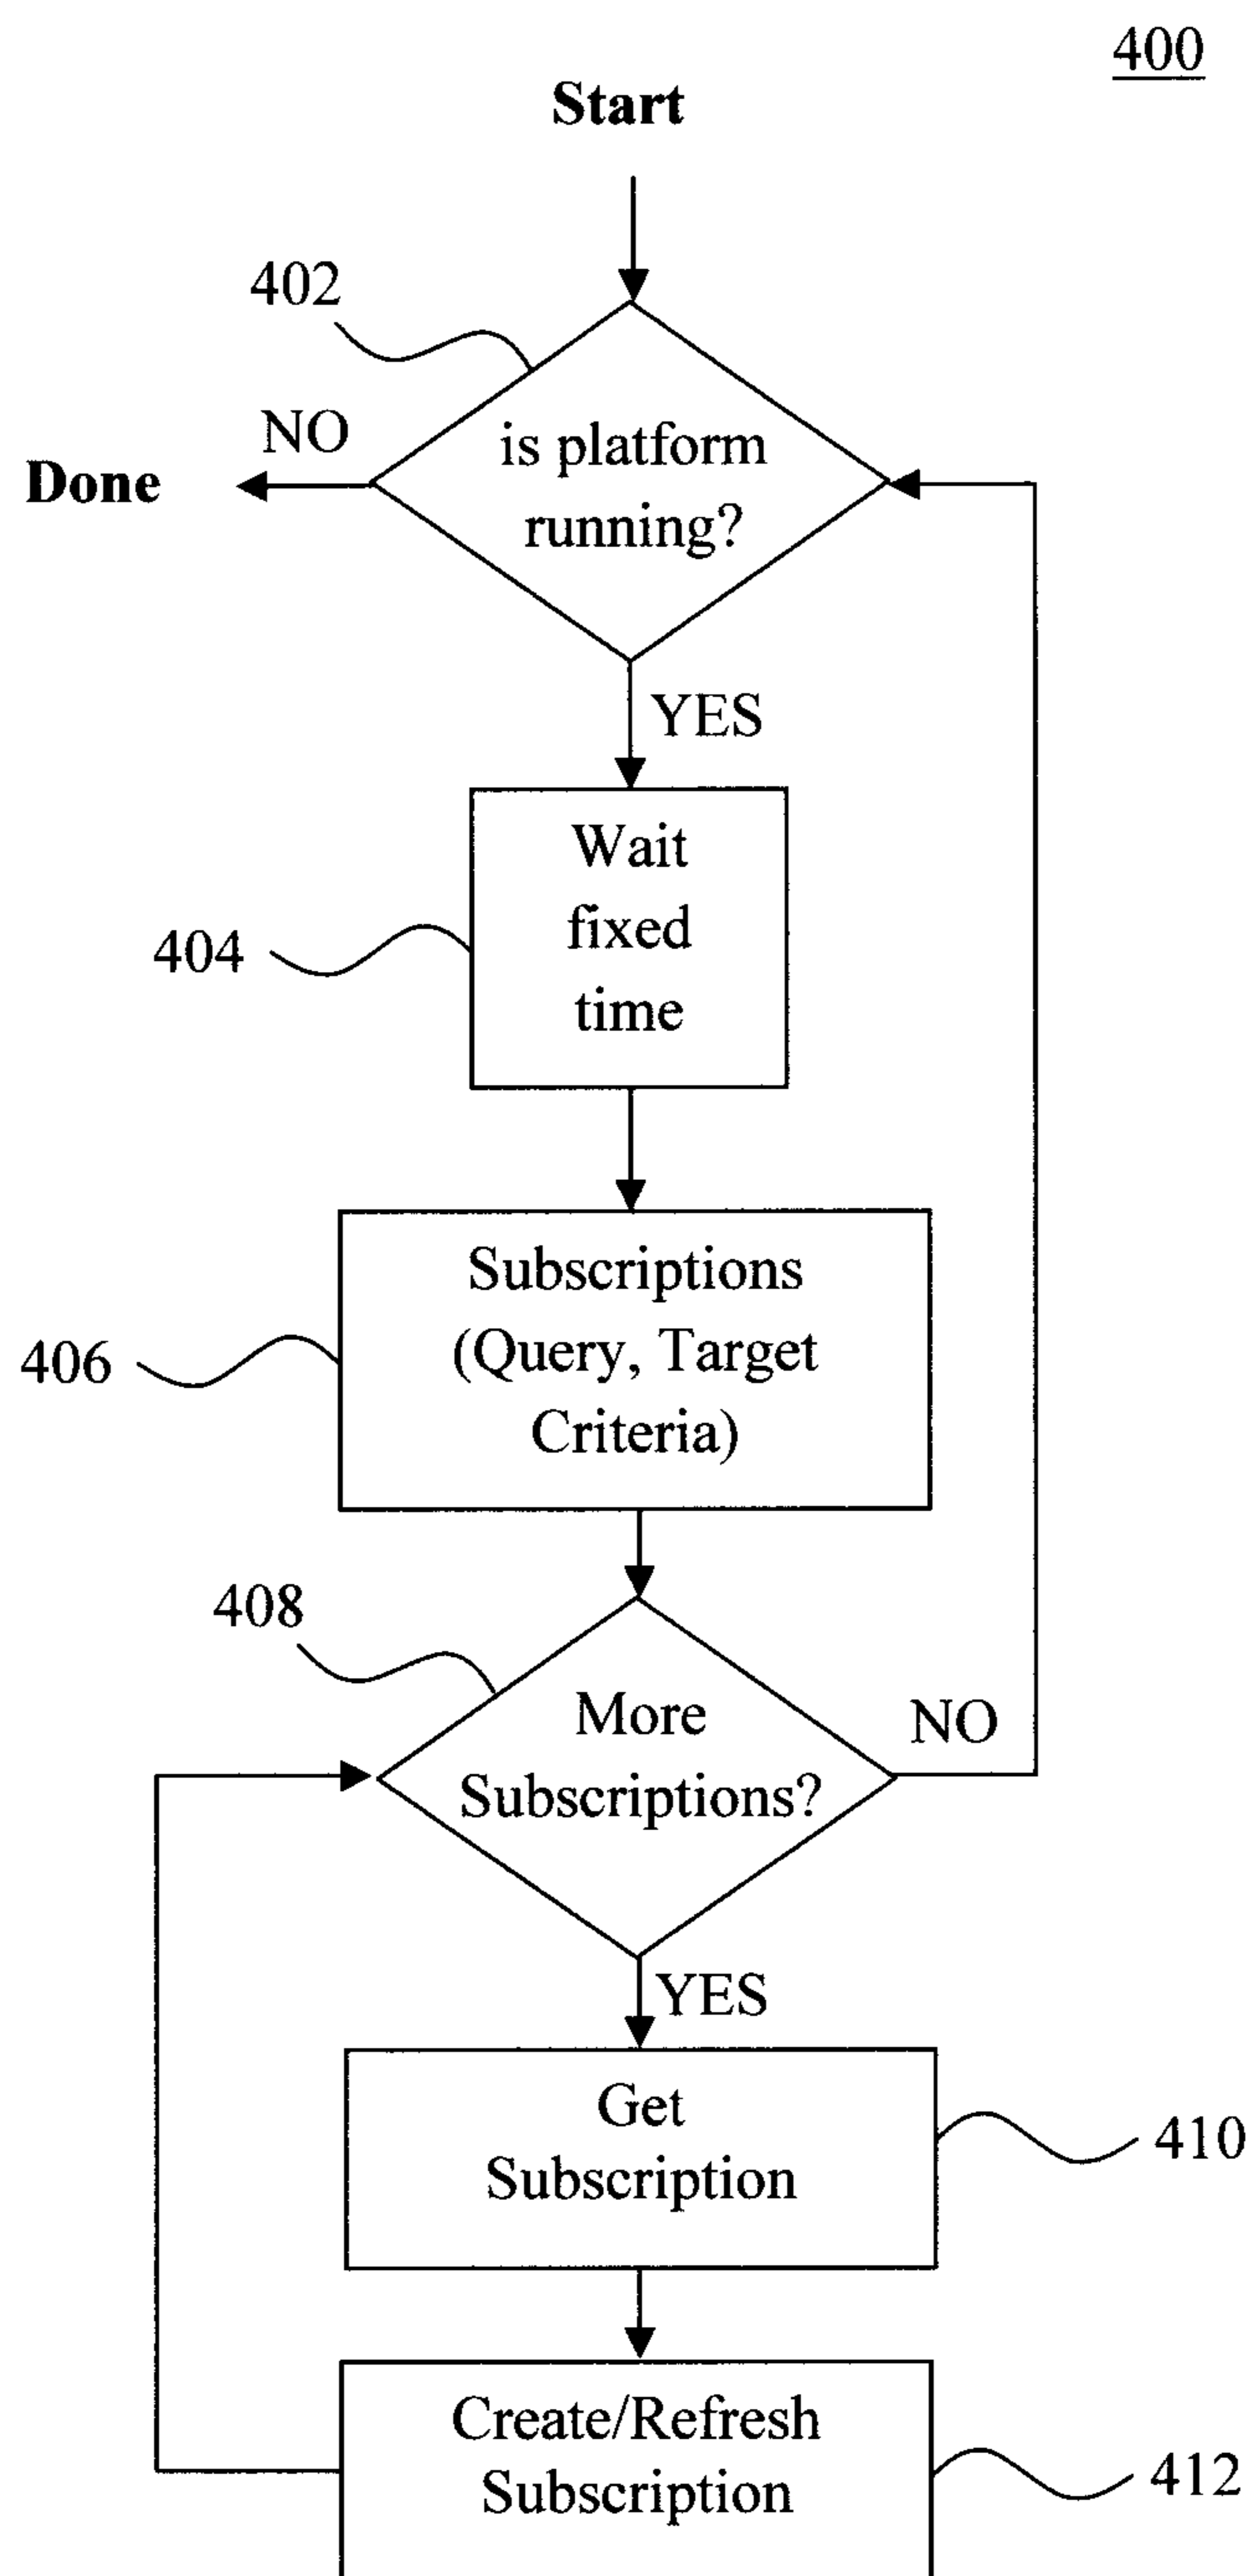 400
Start
402
NO
Done
is platform
running?
YES
Wait
fixed
time
404
Subscriptions
(Query, Target
Criteria)
406
408
More
Subscriptions?
NO
YES
Get
Subscription
410
Create/Refresh
Subscription
412